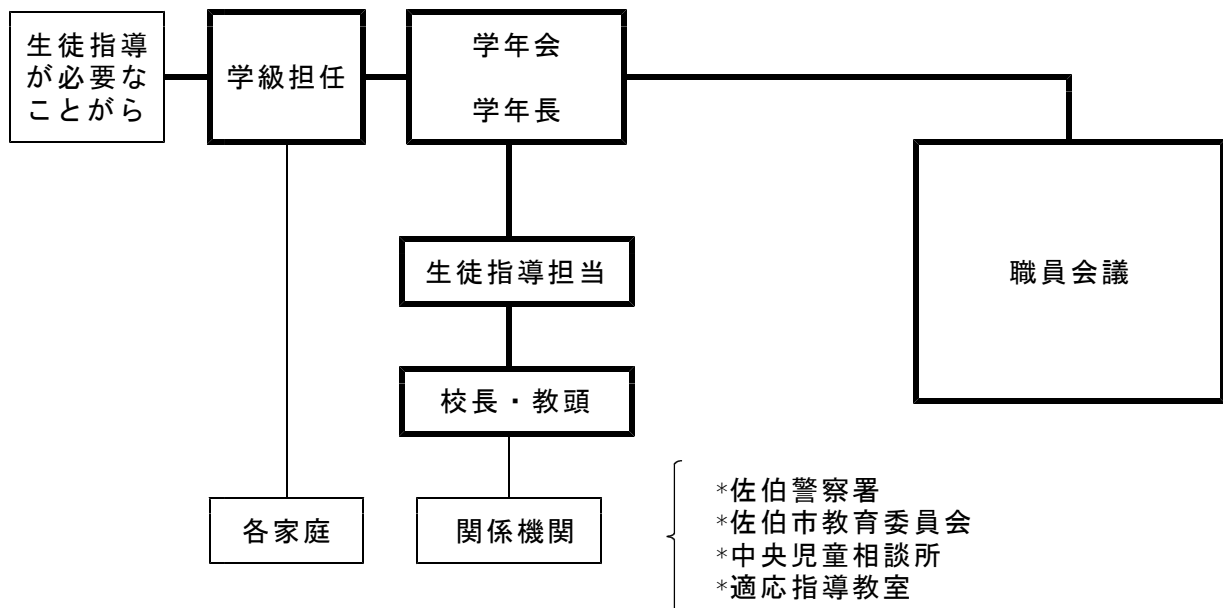 生徒指導
が必要な
ことがら
学級担任
学年会
学年長
職員会議
生徒指導担当
校長・教頭
各家庭
関係機関
*佐伯警察署
*佐伯市教育委員会
*中央児童相談所
*適応指導教室